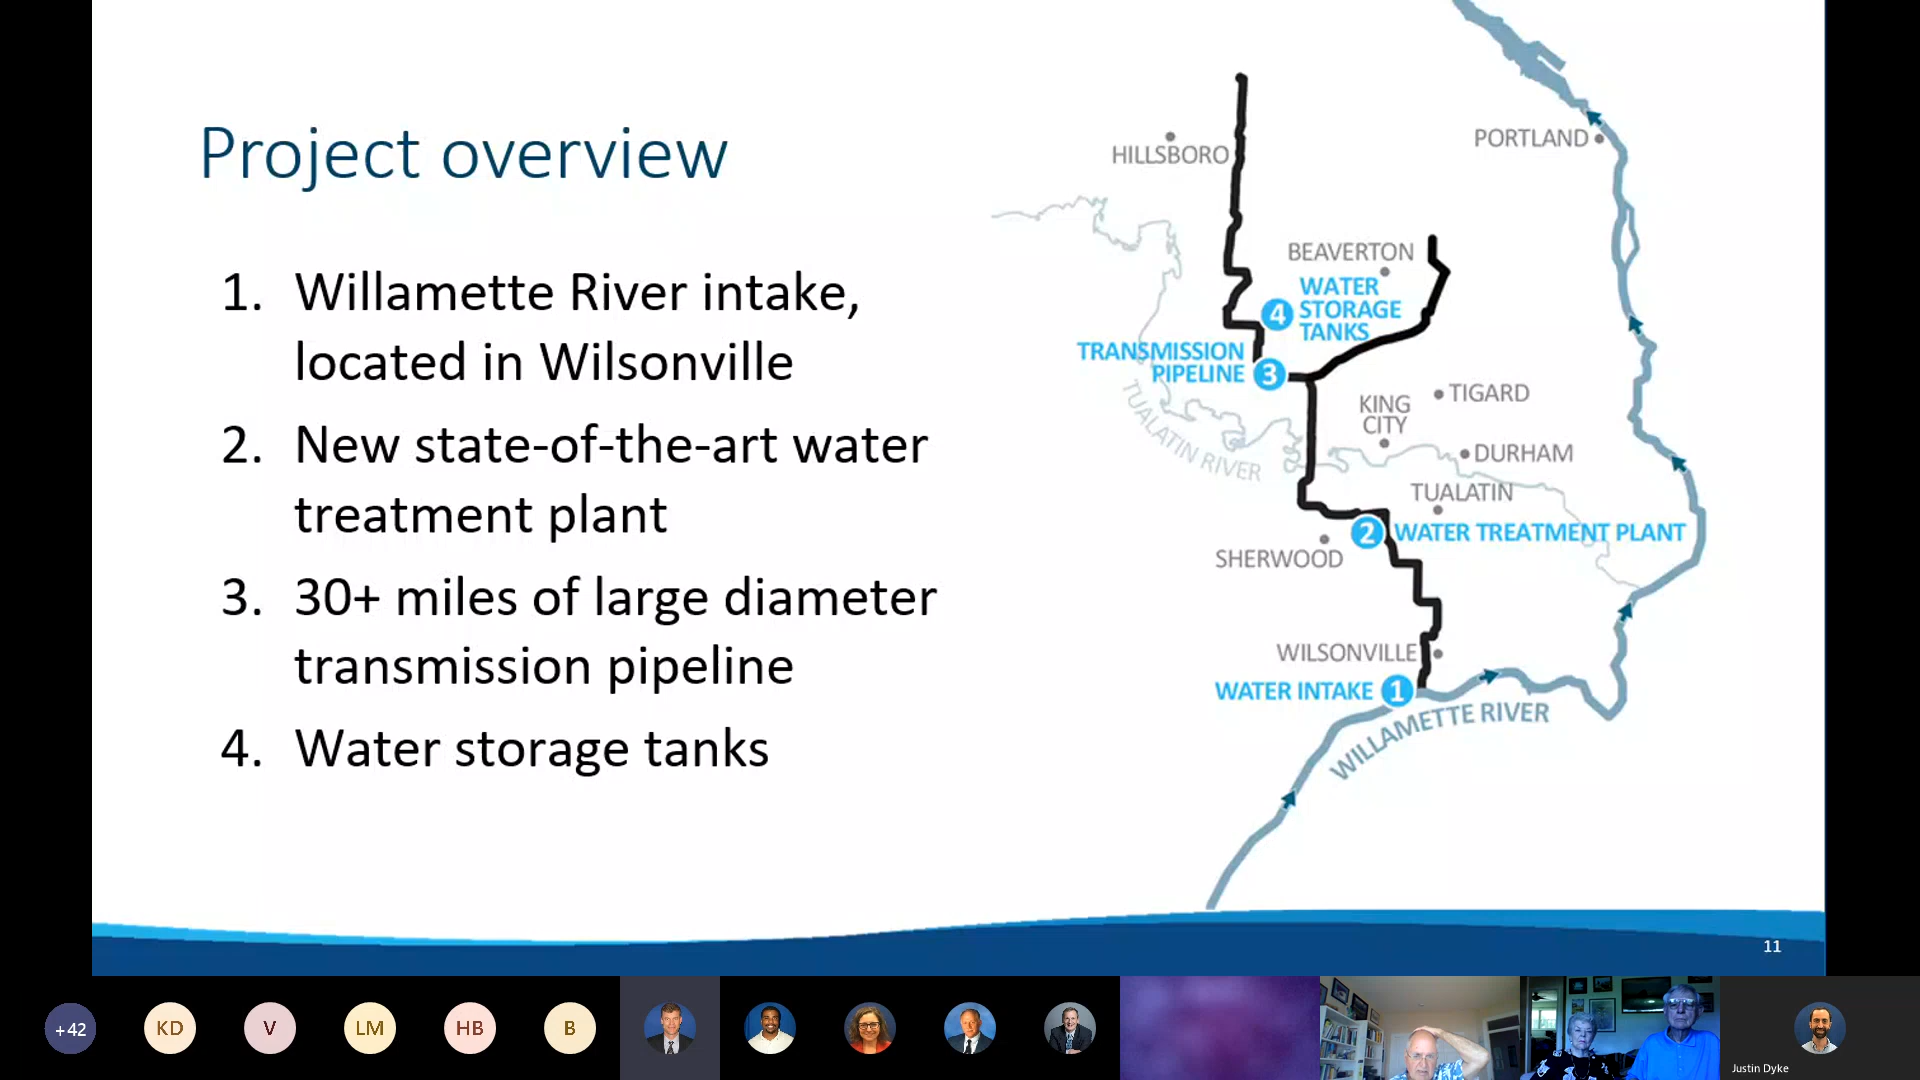 Project overview
1. Willamette River intake,
located in Wilsonville
2. New state-of-the-art water
treatment plant
3. 30+ miles of large diameter
transmission pipeline
4. Water storage tanks
PORTLAND
HILLSBORO
BEAVERTON
4 WATER
STORAGE
TANKS
TRANSMISSION
PIPELINE 3
TIGARD
KING
CITY
TUALATIN RIVER
DURHAM
TUALATIN
2 WATER TREATMENT PLANT
SHERWOOD
WILSONVILLE
WATER INTAKE 1
WILLAMETTE RIVER
11
+42
KD
V
LM
HB
B
Justin Dyke